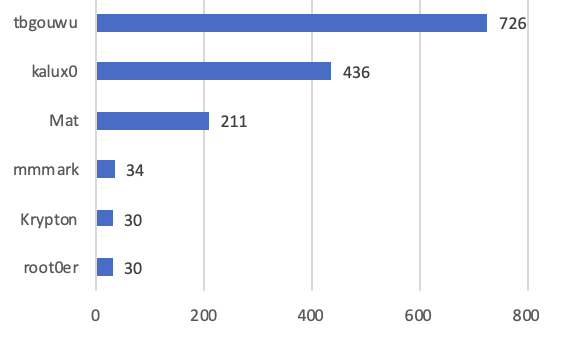 tbgouwu 726
kalux0 436
Mat 211
mmmark 34
Krypton 30
root0er 30
0 200 400 600 800